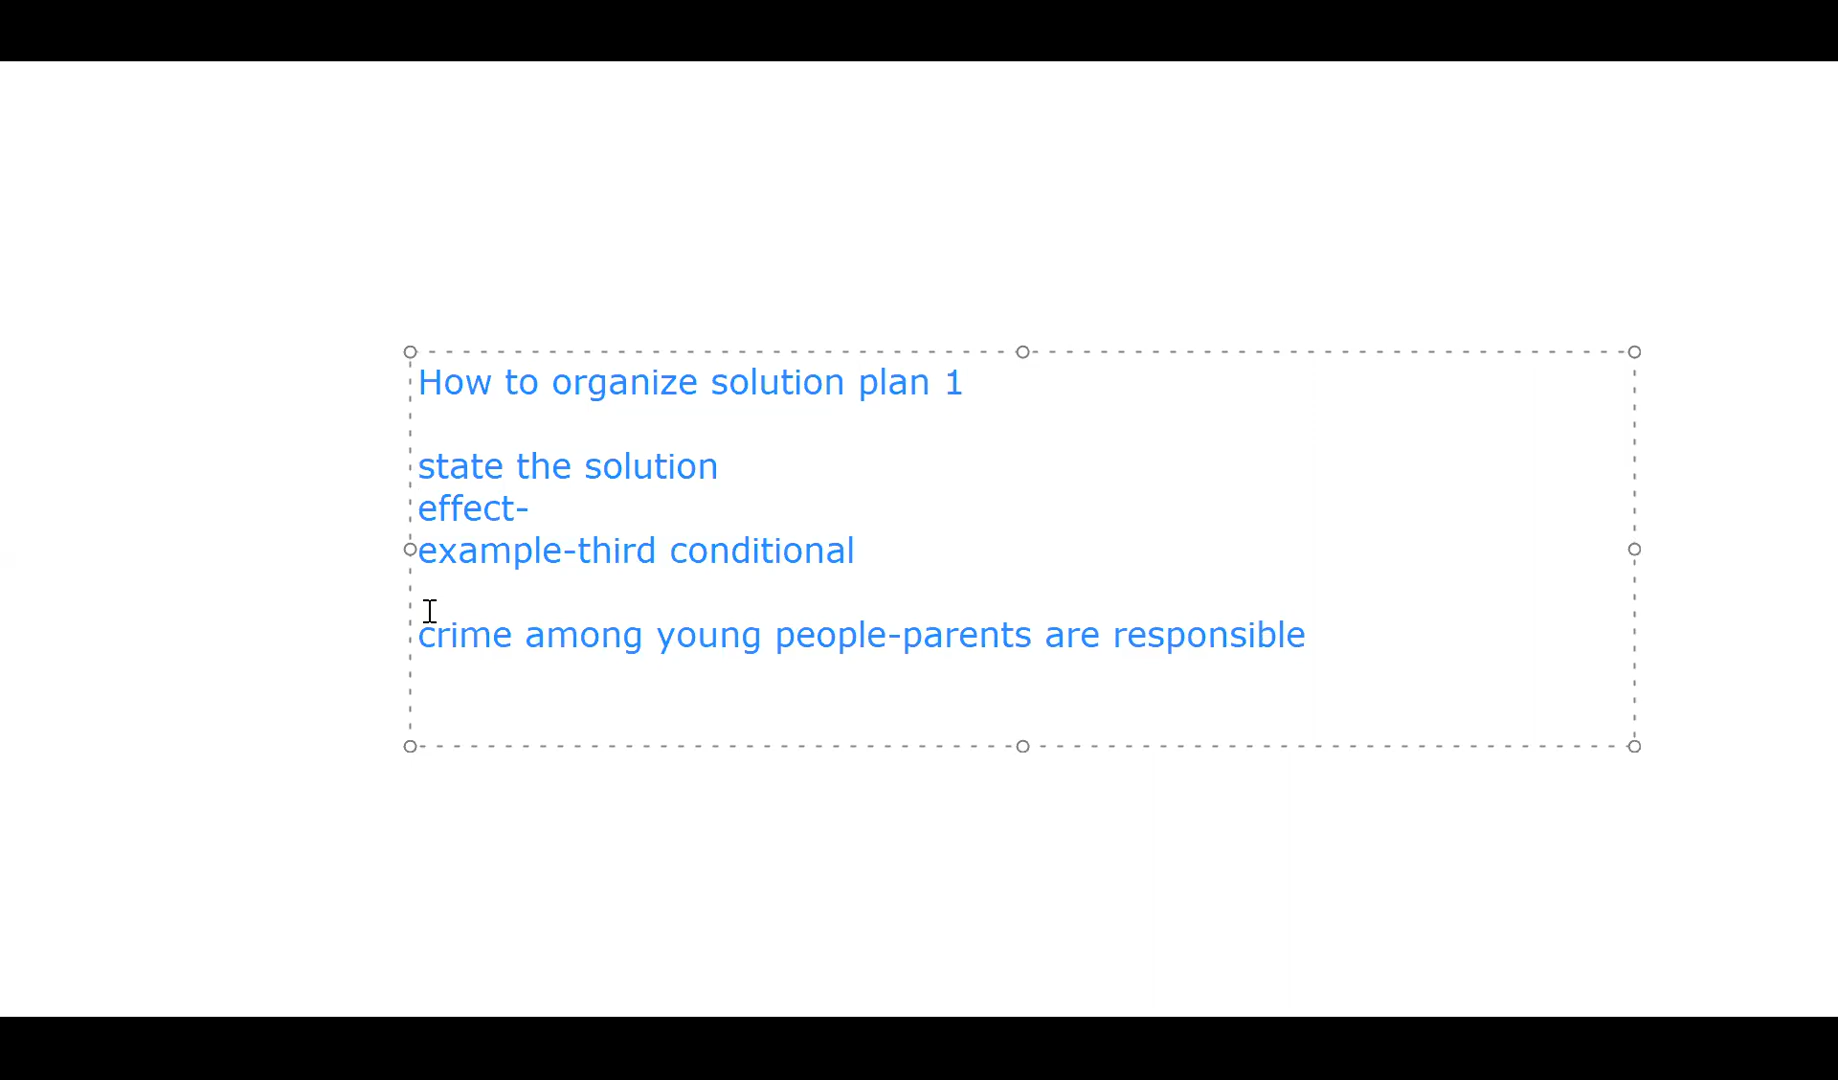 How to organize solution plan 1
state the solution
effect-
example-third conditional
crime among young people-parents are responsible